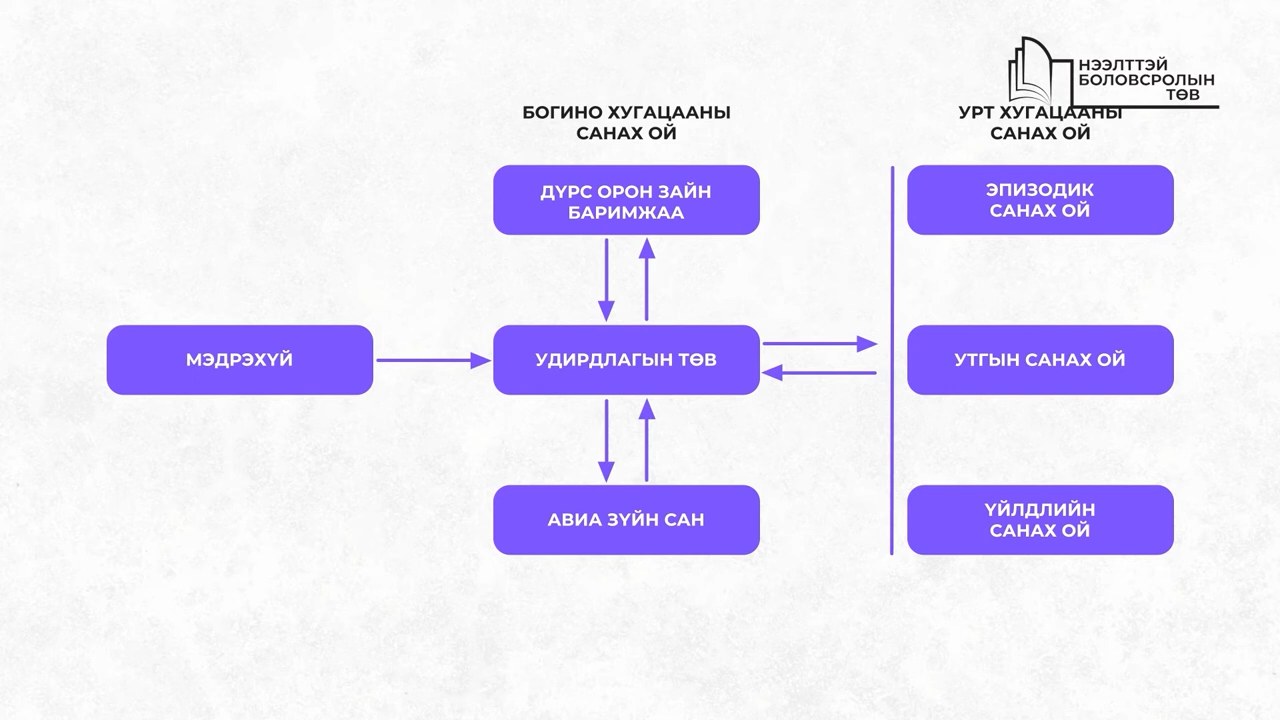 НЭЭЛТТЭЙ
БОЛОВСРОЛЫН
ТӨВ
БОГИНО ХУГАЦААНЫ
САНАХ ОЙ
УРТ ХУГАЦААНЫ
САНАХ ОЙ
ДҮРС ОРОН ЗАЙН
БАРИМЖАА
ЭПИЗОДИК
САНАХ ОЙ
МЭДРЭХҮЙ
УДИРДЛАГЫН ТӨВ
УТГЫН САНАХ ОЙ
АВИА ЗҮЙН САН
ҮЙЛДЛИЙН
САНАХ ОЙ